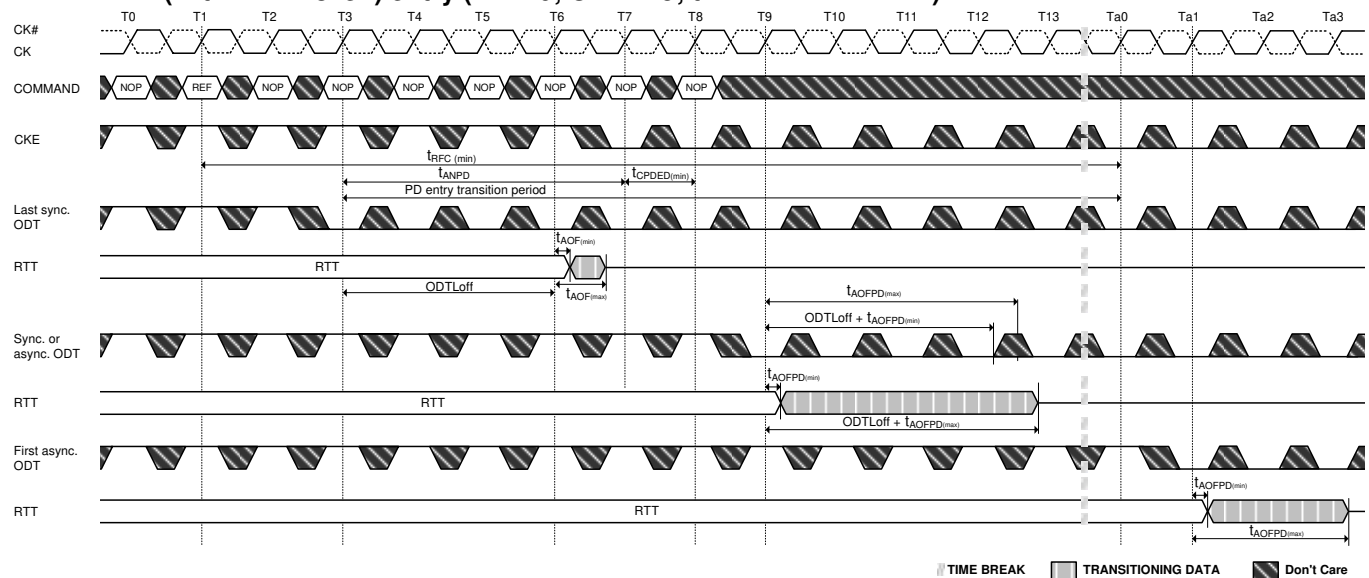 T0 T1 T2 T3 T4 T5 T6 T7 T8 T9 T10 T11 T12 T13 Ta0 Ta1 Ta2 Ta3
CK#
CK
COMMAND NOP REF NOP NOP NOP NOP NOP NOP NOP
CKE
tRFC (min)
tANPD tCPDED(min)
PD entry transition period
Last sync.
ODT
tAOF(min)
RTT RTT
ODTLoff tAOF(max)
tAOFPD(max)
ODTLoff + tAOFPD(min)
Sync. or
async. ODT
tAOFPD(min)
RTT RTT
ODTLoff + tAOFPD(max)
First async.
ODT
tAOFPD(min)
RTT RTT
tAOFPD(max)
TIME BREAK TRANSITIONING DATA Don't Care